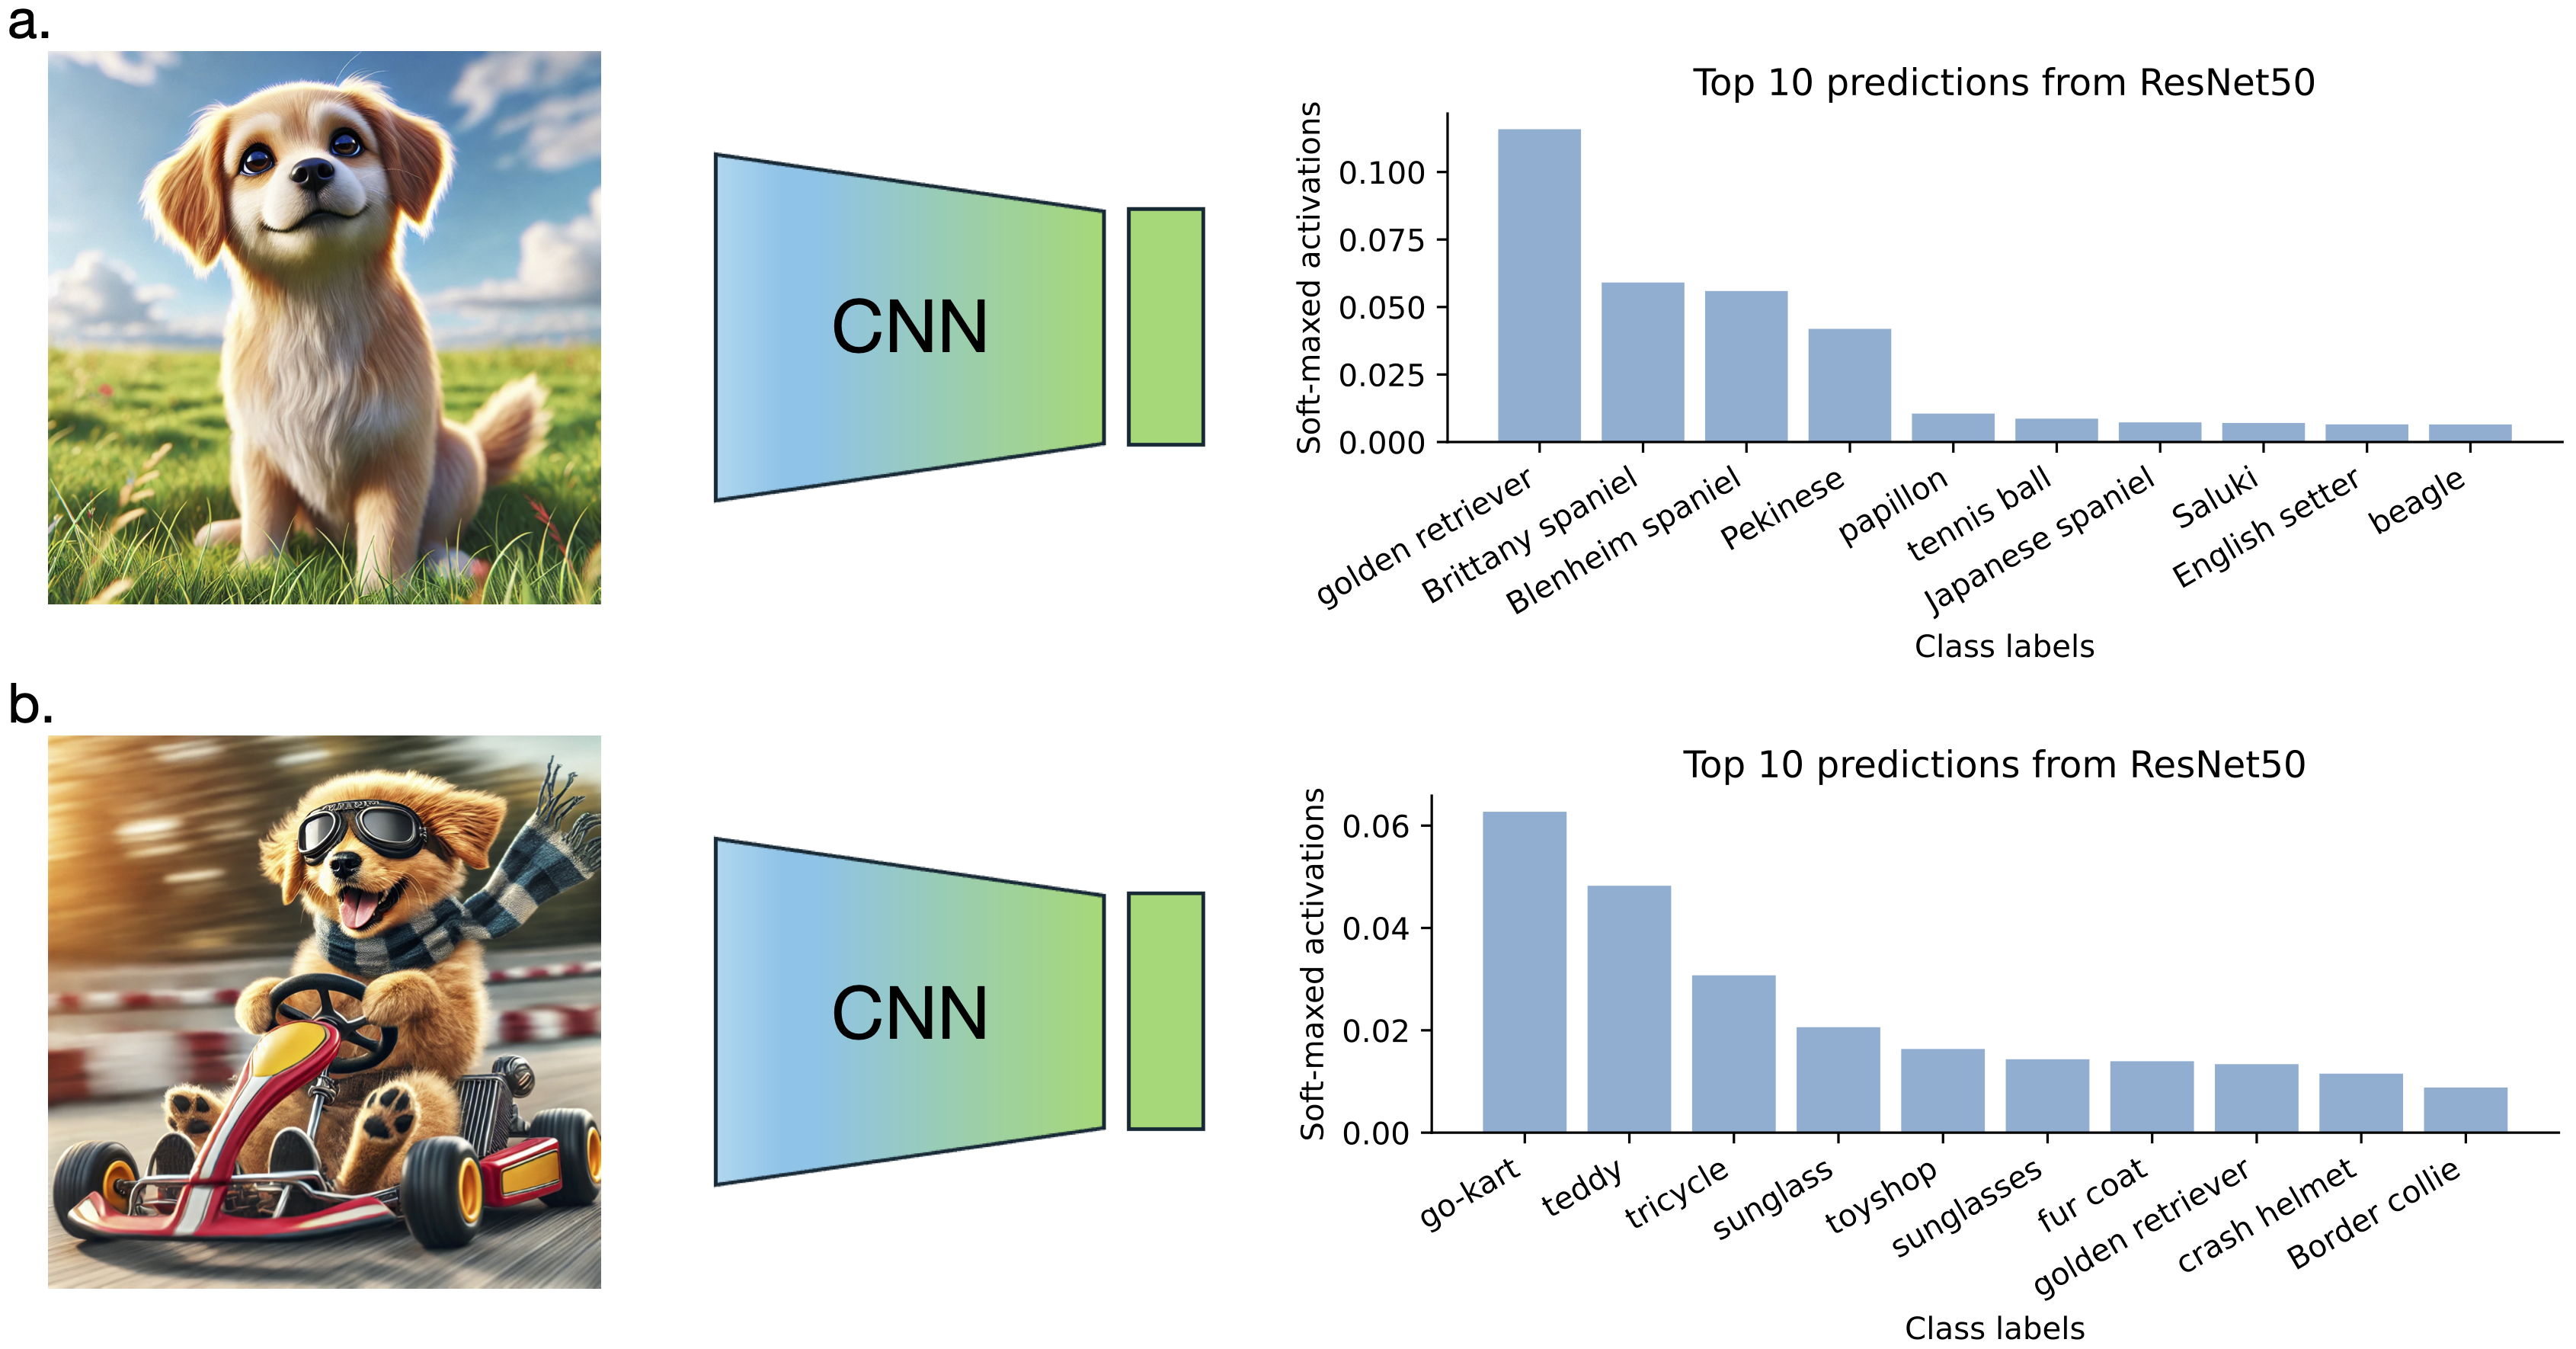 a.
CNN
Top 10 predictions from ResNet50
Soft-maxed activations
0.100
0.075
0.050
0.025
0.000
golden retriever
Brittany spaniel
Blenheim spaniel
Pekinese
papillon
tennis ball
Japanese spaniel
Saluki
English setter
beagle
Class labels
b.
CNN
Top 10 predictions from ResNet50
Soft-maxed activations
0.06
0.04
0.02
0.00
go-kart
teddy
tricycle
sunglass
toyshop
sunglasses
fur coat
golden retriever
crash helmet
Border collie
Class labels